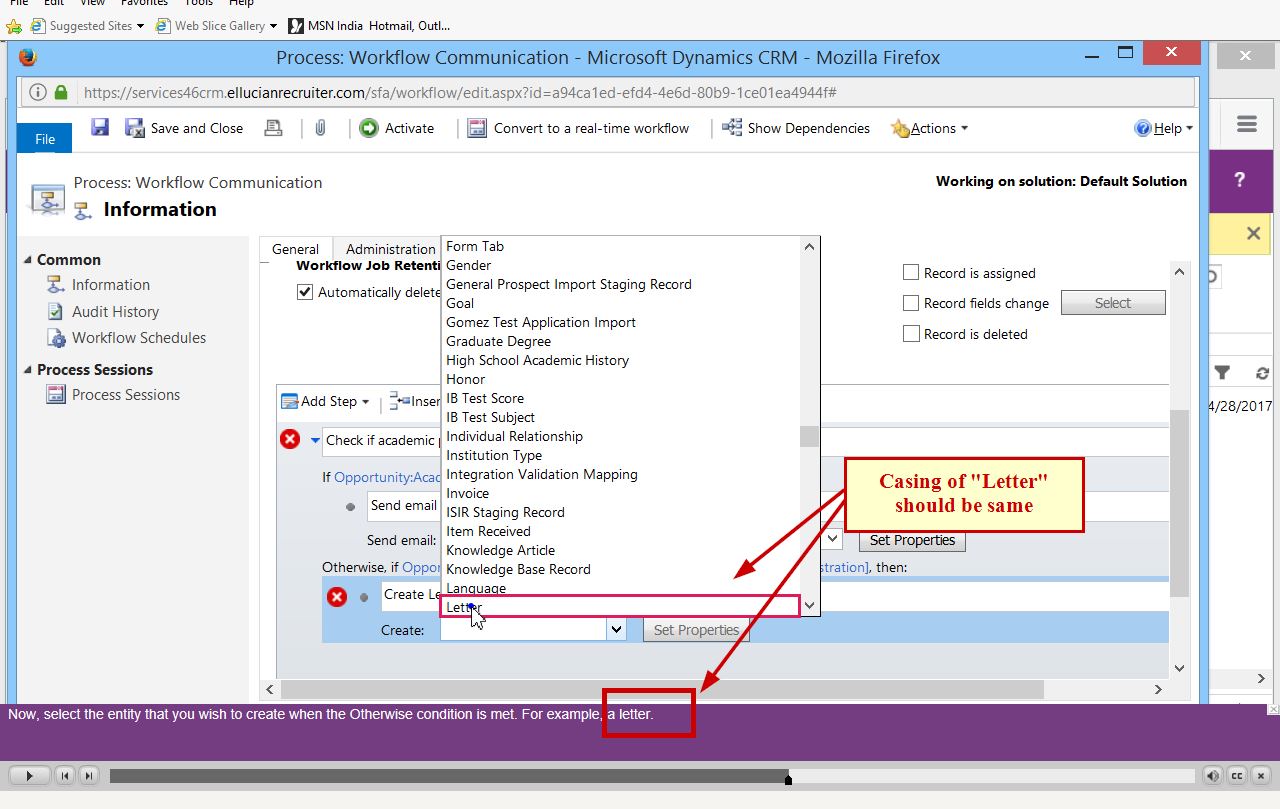 File Edit View Favorites Tools Help
Suggested Sites Web Slice Gallery MSN India Hotmail, Outl...
Process: Workflow Communication - Microsoft Dynamics CRM - Mozilla Firefox
https://services46crm.ellucianrecruiter.com/sfa/workflow/edit.aspx?id=a94ca1ed-efd4-4e6d-80b9-1ce01ea4944f#
File Save and Close Activate Convert to a real-time workflow Show Dependencies Actions Help
Process: Workflow Communication
Information
Working on solution: Default Solution
?
Common
Information
Audit History
Workflow Schedules
Process Sessions
Process Sessions
General Administration
Workflow Job Retenti
Automatically delete
Record is assigned
Record fields change Select
Record is deleted
Add Step Inser
Check if academic p
If Opportunity:Acad
Send email
Send email: Set Properties
Otherwise, if Oppor stration], then:
Create Le
Create: Set Properties
Form Tab
Gender
General Prospect Import Staging Record
Goal
Gomez Test Application Import
Graduate Degree
High School Academic History
Honor
IB Test Score
IB Test Subject
Individual Relationship
Institution Type
Integration Validation Mapping
Invoice
ISIR Staging Record
Item Received
Knowledge Article
Knowledge Base Record
Language
Letter
4/28/2017
Casing of "Letter"
should be same
Now, select the entity that you wish to create when the Otherwise condition is met. For example, a letter.
CC